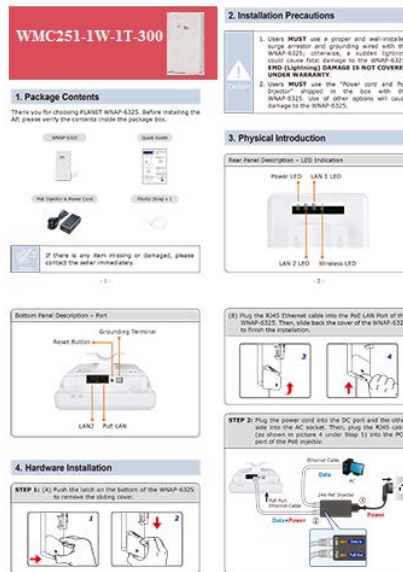 WMC251-1W-1T-300
1. Package Contents
Thank you for choosing PLANET WNAP-6325. Before installing the
AP, please verify the contents inside the package box.
WNAP-6325
Quick Guide
PoE Injector & Power Cord
Plastic Strap x 1
If there is any item missing or damaged, please
contact the seller immediately.
- 1 -
2. Installation Precautions
1. Users MUST use a proper and well-installed
surge arrestor and grounding wired with the
WNAP-6325; otherwise, a sudden lightning
could cause fatal damage to the WNAP-6325.
EMD (Lightning) DAMAGE IS NOT COVERED
UNDER WARRANTY.
2. Users MUST use the "Power cord and PoE
Injector" shipped in the box with the
WNAP-6325. Use of other options will cause
damage to the WNAP-6325.
Caution
3. Physical Introduction
Rear Panel Description – LED Indication
Power LED LAN 1 LED
LAN 2 LED Wireless LED
- 2 -
Bottom Panel Description – Port
Grounding Terminal
Reset Button
LAN2 PoE LAN
4. Hardware Installation
STEP 1: (A) Push the latch on the bottom of the WNAP-6325
to remove the sliding cover.
1
2
(B) Plug the RJ45 Ethernet cable into the PoE LAN Port of the
WNAP-6325. Then, slide back the cover of the WNAP-6325
to finish the installation.
3
4
STEP 2: Plug the power cord into the DC port and the other
side into the AC socket. Then, plug the RJ45 cable
(as shown in picture 4 under Step 1) into the POE
port of the PoE injector.
Ethernet Cable
Data
PC
PoE Port
Ethernet Cable
24v PoE Injector
Data+Power
Power
Data In
PoE Out